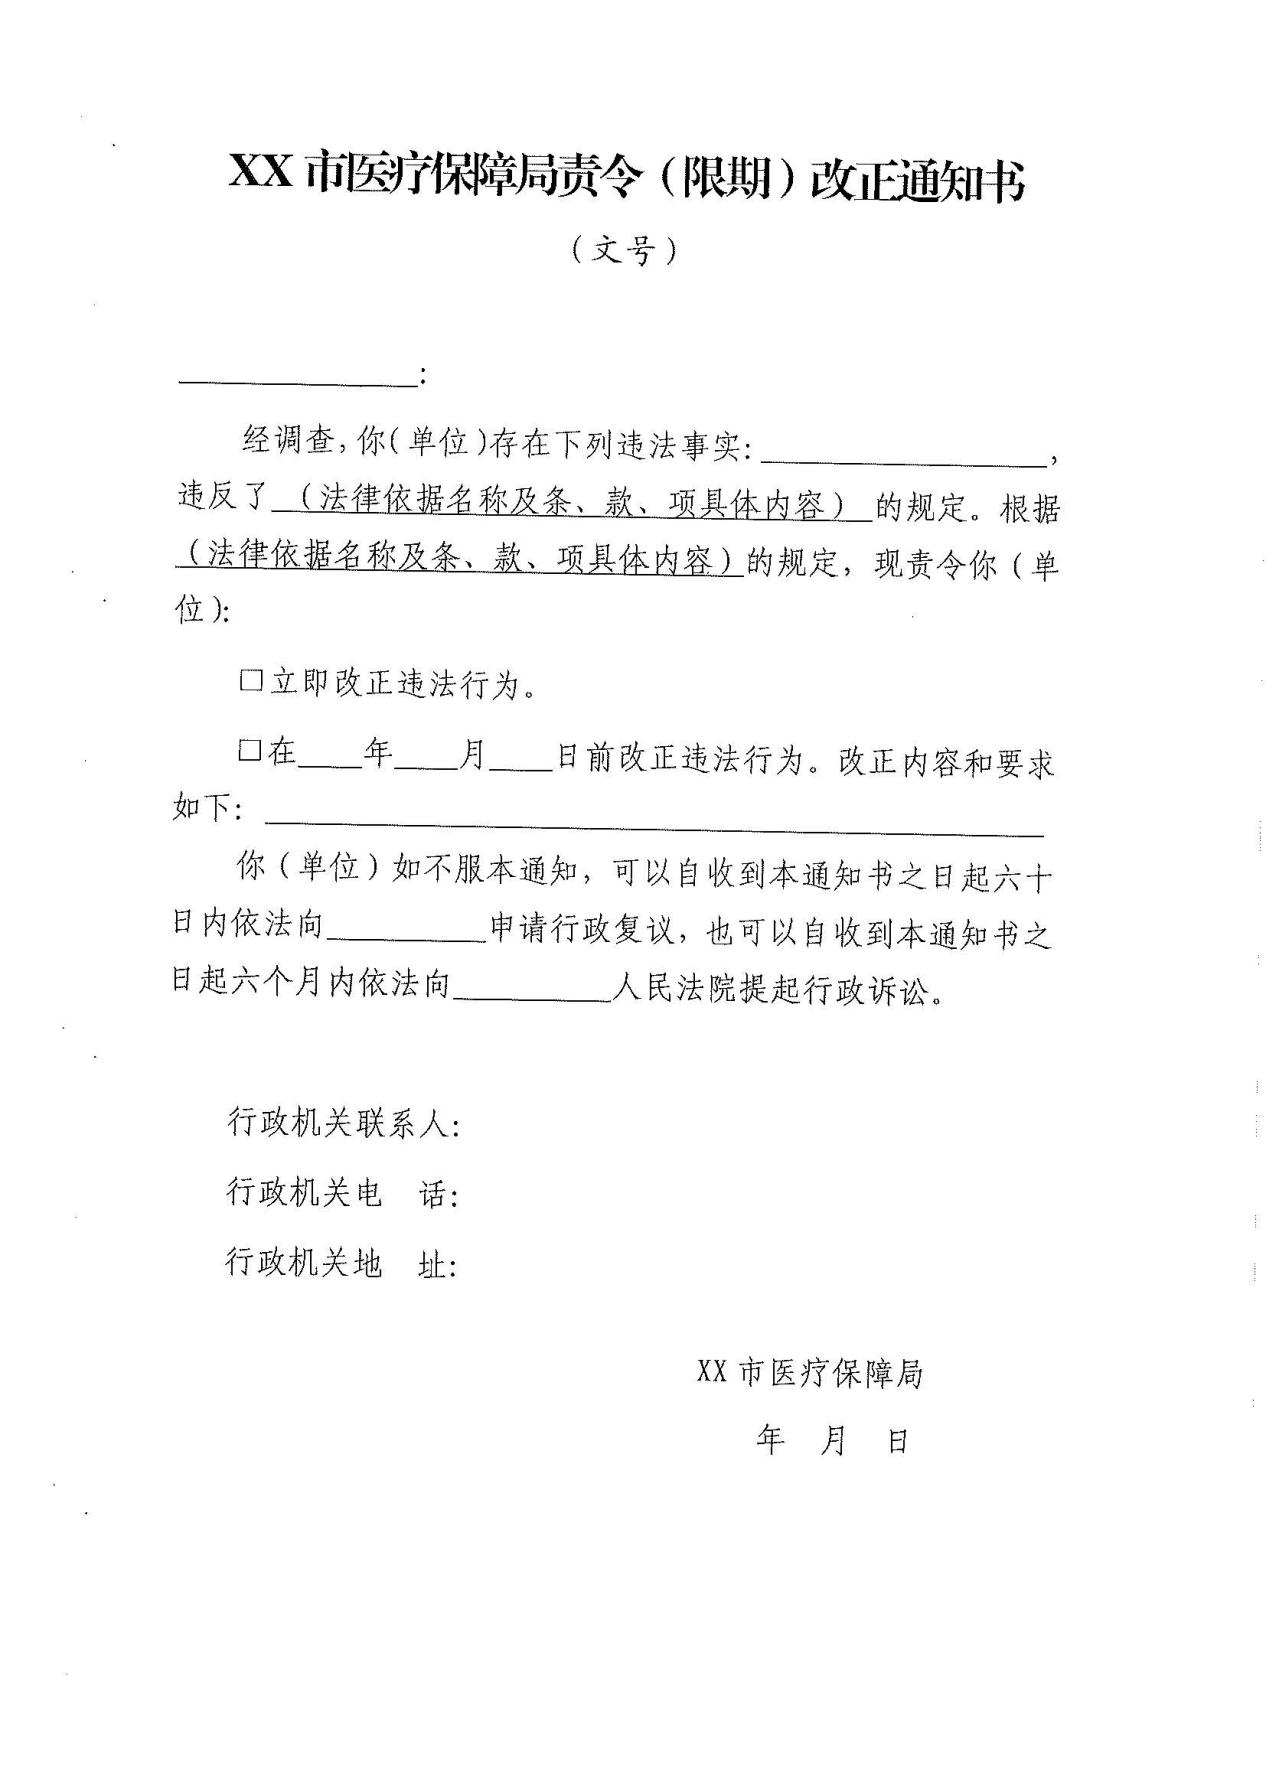 XX 市医疗保障局责令（限期）改正通知书
（文号）
_______________:
经调查,你(单位)存在下列违法事实:__________________,
违反了 （法律依据名称及条、款、项具体内容） 的规定。根据
（法律依据名称及条、款、项具体内容）的规定，现责令你（单
位):
□立即改正违法行为。
□在____年____月____日前改正违法行为。改正内容和要求
如下：_________________________________________________
你（单位）如不服本通知，可以自收到本通知书之日起六十
日内依法向__________申请行政复议，也可以自收到本通知书之
日起六个月内依法向__________人民法院提起行政诉讼。
行政机关联系人:
行政机关电　话:
行政机关地　址:
XX 市医疗保障局
年　月　日